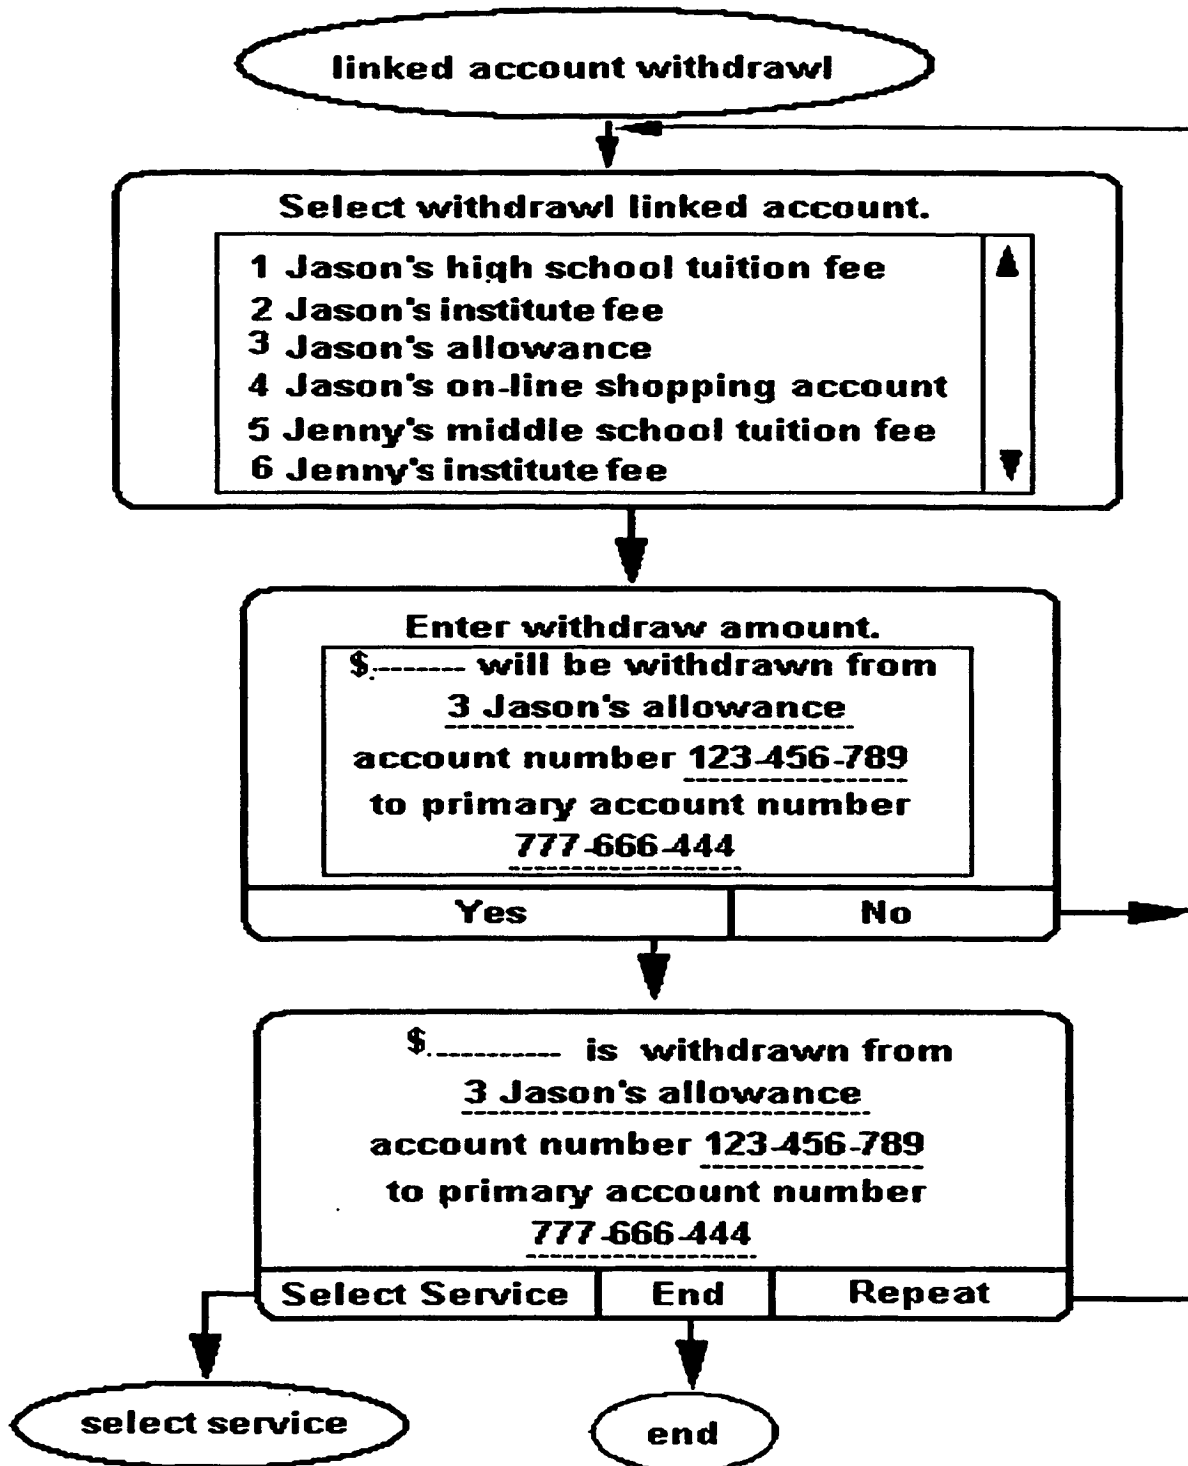 linked account withdrawl
Select withdrawl linked account.
1 Jason's high school tuition fee
2 Jason's institute fee
3 Jason's allowance
4 Jason's on-line shopping account
5 Jenny's middle school tuition fee
6 Jenny's institute fee
Enter withdraw amount.
$ ------- will be withdrawn from
3 Jason's allowance
account number 123-456-789
to primary account number
777-666-444
Yes No
$ ---------- is withdrawn from
3 Jason's allowance
account number 123-456-789
to primary account number
777-666-444
Select Service End Repeat
select service
end